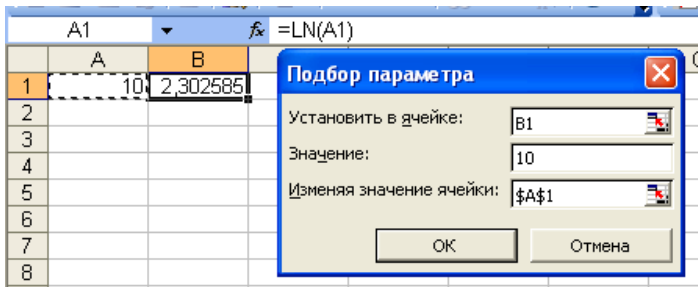 A1 fx =LN(A1)
A B
1 10 2,302585
2
3
4
5
6
7
8
Подбор параметра
Установить в ячейке: B1
Значение: 10
Изменяя значение ячейки: $A$1
ОК Отмена